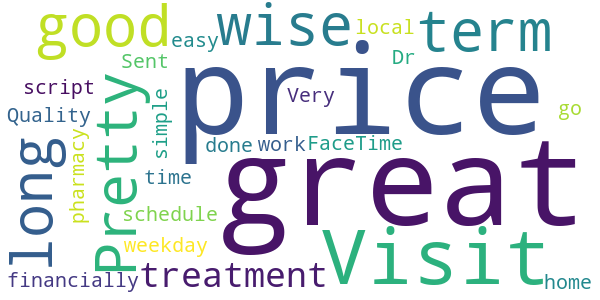 good
wise
term
easy
local
Sent
Dr
price
script
Very
go
Quality
Pretty
simple
pharmacy
long
done
work
FaceTime
great
time
schedule
Visit
weekday
treatment
financially
home